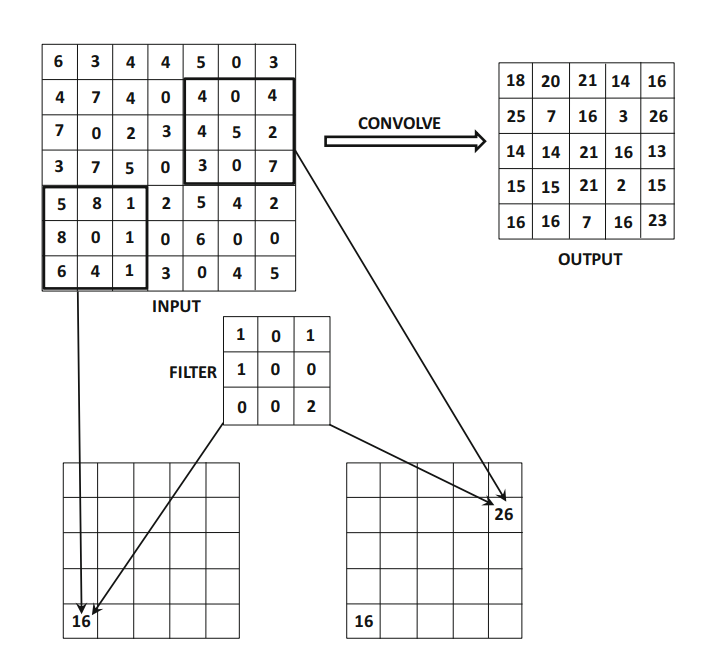 6 3 4 4 5 0 3
4 7 4 0 4 0 4
7 0 2 3 4 5 2
3 7 5 0 3 0 7
5 8 1 2 5 4 2
8 0 1 0 6 0 0
6 4 1 3 0 4 5
INPUT
CONVOLVE
18 20 21 14 16
25 7 16 3 26
14 14 21 16 13
15 15 21 2 15
16 16 7 16 23
OUTPUT
FILTER
1 0 1
1 0 0
0 0 2
16
26
16